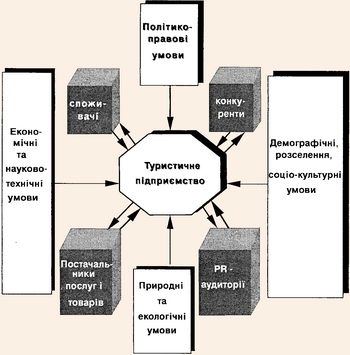 Політико-
правові
умови
сложи-
вачі
конку-
ренти
Еконо-
мічні
та
науково-
технічні
умови
Туристичне
підприємство
Демографічні,
розселення,
соціо-культурні
умови
Постачаль-
ники
послуг і
товарів
Природні
та
екологічні
умови
PR -
аудиторії